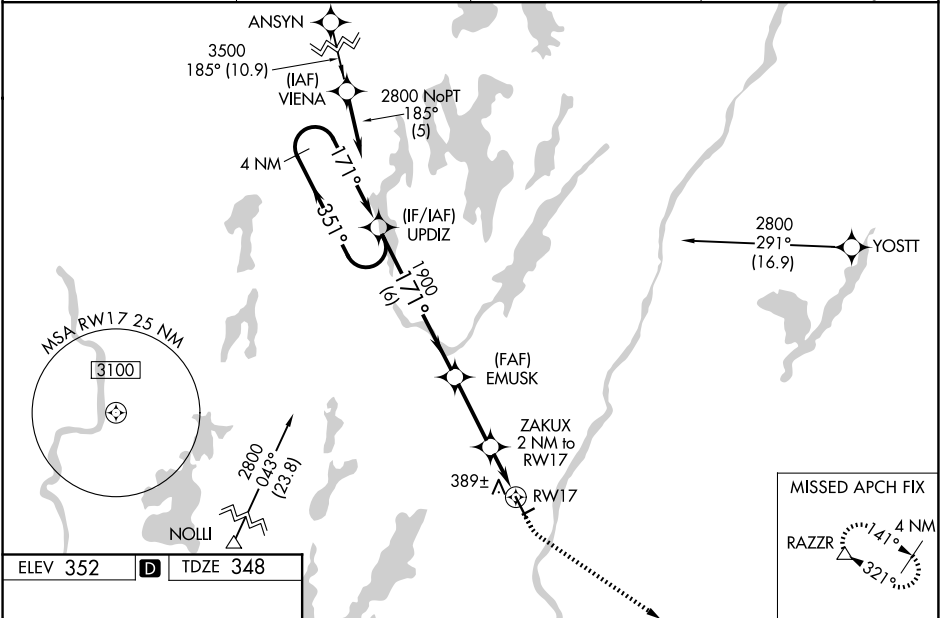 ANSYN
3500
185° (10.9)
(IAF)
VIENA
2800 NoPT
185°
(5)
4 NM
171°
351°
(IF/IAF)
UPDIZ
2800
291°
(16.9)
YOSTT
1900
171°
(6)
MSA RW17 25 NM
3100
(FAF)
EMUSK
ZAKUX
2 NM to
RW17
389±
RW17
2800
043°
(23.8)
NOLLI
MISSED APCH FIX
4 NM
RAZZR
141°
321°
ELEV 352
D
TDZE 348